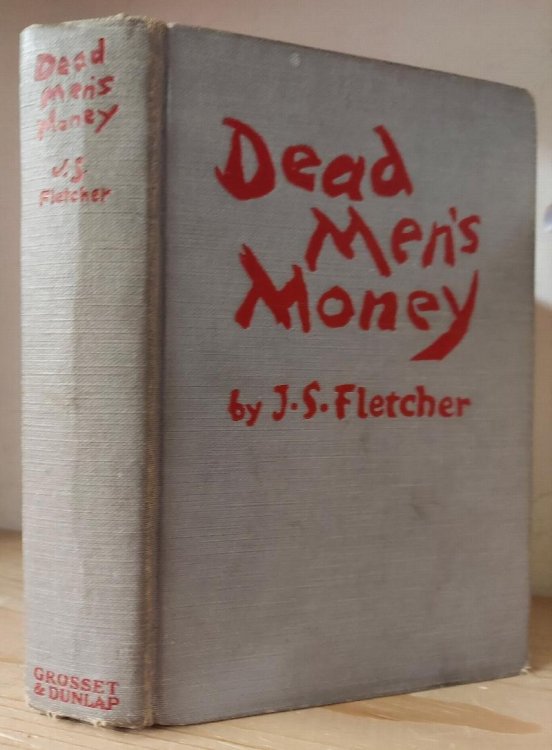 Dead
Men's
Money
J.S.
Fletcher
GROSSET
& DUNLAP
Dead
Men's
Money
by J.S. Fletcher